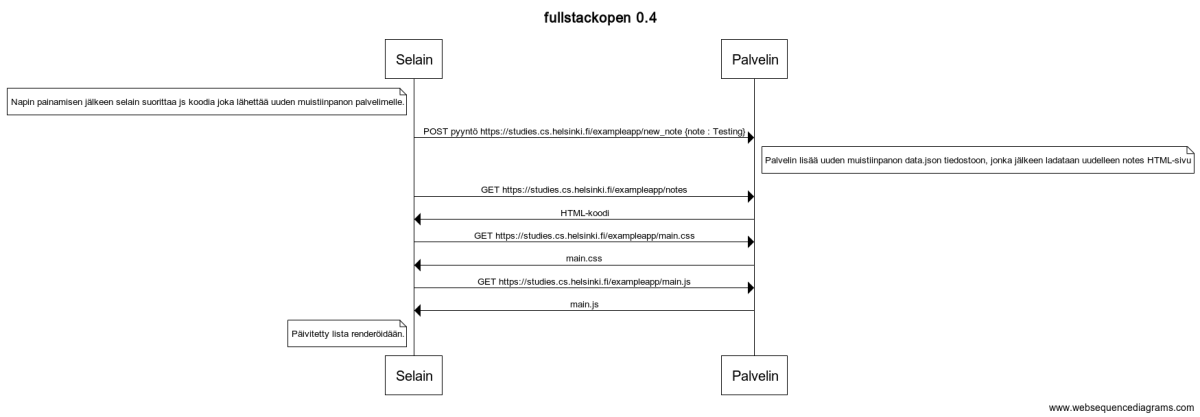 fullstackopen 0.4
Selain
Palvelin
Napin painamisen jälkeen selain suorittaa js koodia joka lähettää uuden muistiinpanon palvelimelle.
POST pyyntö https://studies.cs.helsinki.fi/exampleapp/new_note {note : Testing}
Palvelin lisää uuden muistiinpanon data.json tiedostoon, jonka jälkeen ladataan uudelleen notes HTML-sivu
GET https://studies.cs.helsinki.fi/exampleapp/notes
HTML-koodi
GET https://studies.cs.helsinki.fi/exampleapp/main.css
main.css
GET https://studies.cs.helsinki.fi/exampleapp/main.js
main.js
Päivitetty lista renderöidään.
Selain
Palvelin
www.websequencediagrams.com